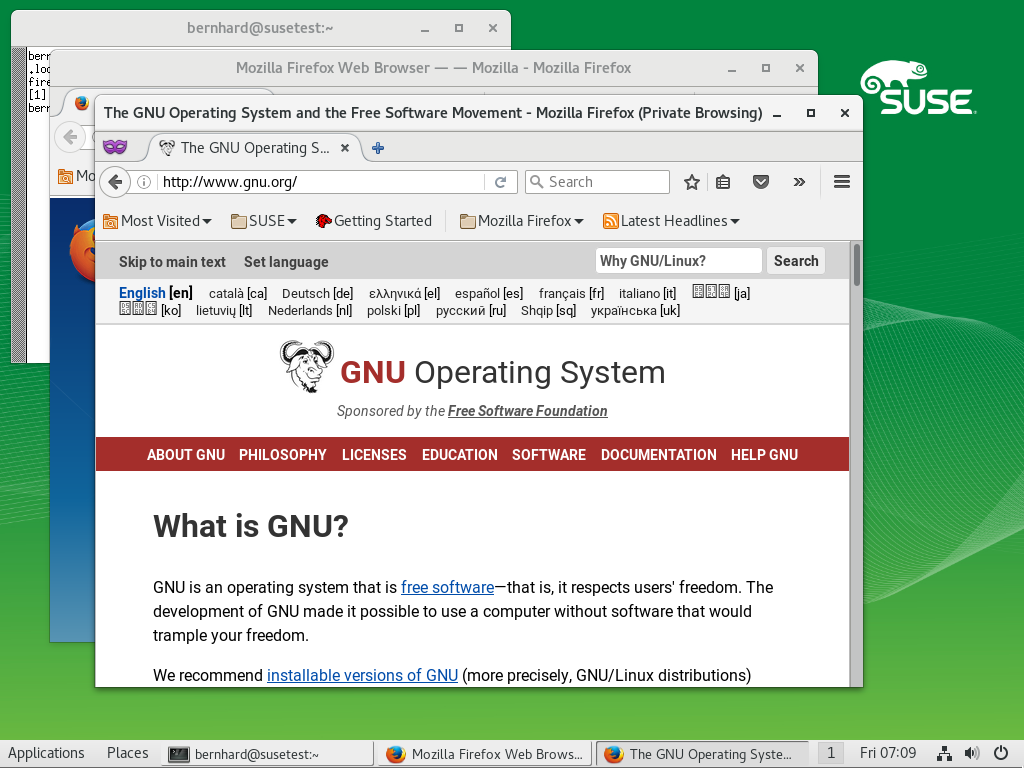 bernhard@susetest:~
bern
.loc
fire
[1]
bern
Mozilla Firefox Web Browser — — Mozilla - Mozilla Firefox
Mo
SUSE
The GNU Operating System and the Free Software Movement - Mozilla Firefox (Private Browsing)
The GNU Operating S...
http://www.gnu.org/ Search
Most Visited SUSE Getting Started Mozilla Firefox Latest Headlines
Skip to main text Set language Why GNU/Linux? Search
English [en] català [ca] Deutsch [de] ελληνικά [el] español [es] français [fr] italiano [it] [ja]
[ko] lietuvių [lt] Nederlands [nl] polski [pl] русский [ru] Shqip [sq] українська [uk]
GNU Operating System
Sponsored by the Free Software Foundation
ABOUT GNU PHILOSOPHY LICENSES EDUCATION SOFTWARE DOCUMENTATION HELP GNU
What is GNU?
GNU is an operating system that is free software—that is, it respects users' freedom. The
development of GNU made it possible to use a computer without software that would
trample your freedom.
We recommend installable versions of GNU (more precisely, GNU/Linux distributions)
Applications Places bernhard@susetest:~ Mozilla Firefox Web Brows... The GNU Operating Syste... 1 Fri 07:09